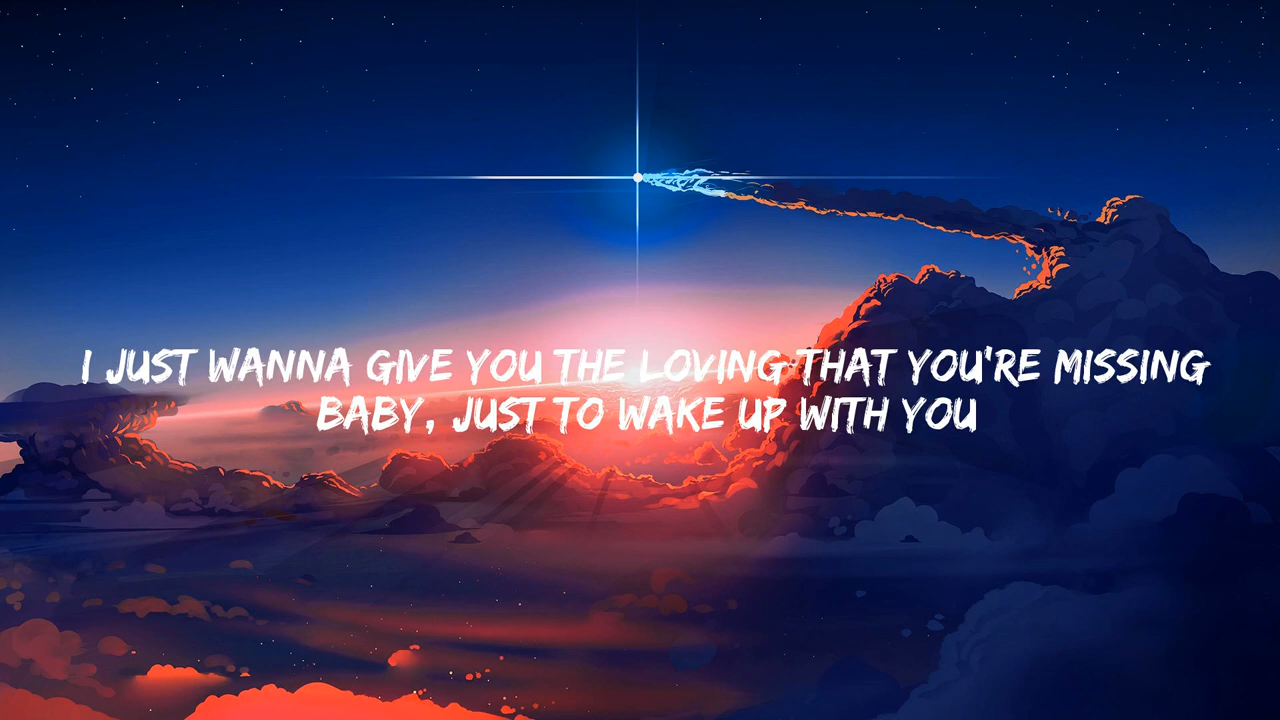 I JUST WANNA GIVE YOU THE LOVING THAT YOU'RE MISSING
BABY, JUST TO WAKE UP WITH YOU